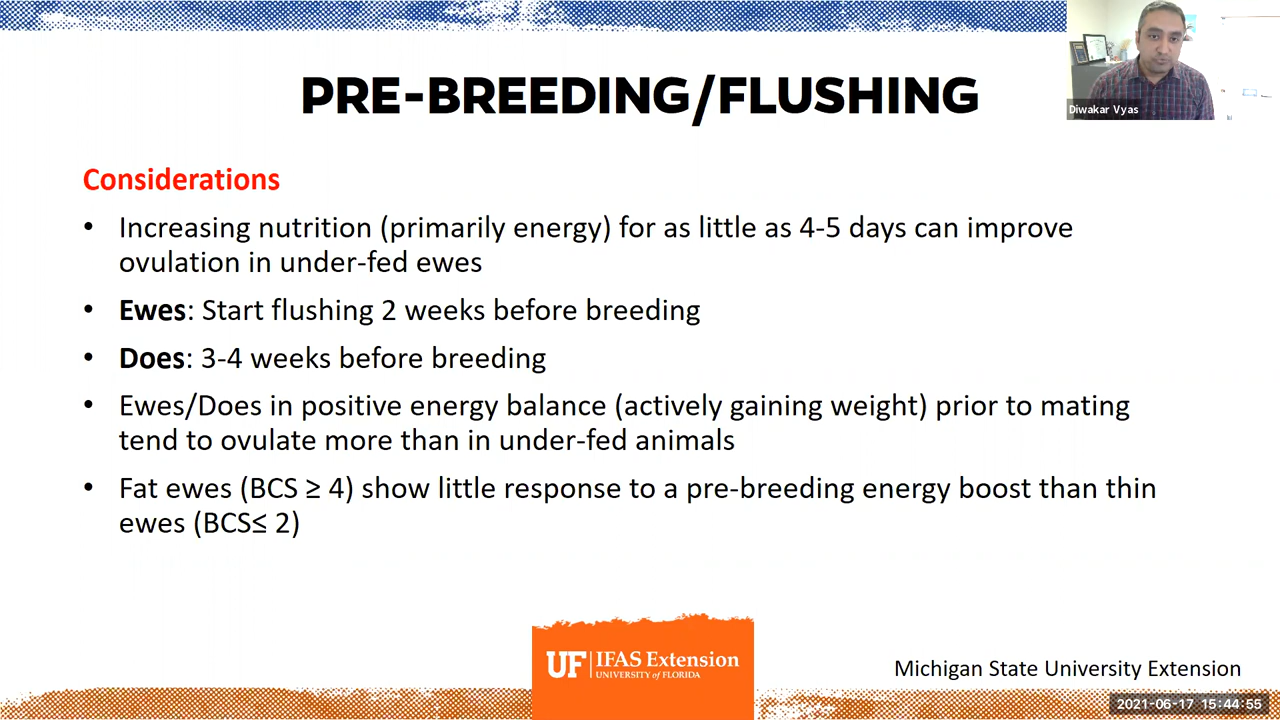 PRE-BREEDING/FLUSHING
Diwakar Vyas
Considerations
• Increasing nutrition (primarily energy) for as little as 4-5 days can improve
ovulation in under-fed ewes
• Ewes: Start flushing 2 weeks before breeding
• Does: 3-4 weeks before breeding
• Ewes/Does in positive energy balance (actively gaining weight) prior to mating
tend to ovulate more than in under-fed animals
• Fat ewes (BCS ≥ 4) show little response to a pre-breeding energy boost than thin
ewes (BCS≤ 2)
UF IFAS Extension
UNIVERSITY of FLORIDA
Michigan State University Extension
2021-06-17 15:44:55